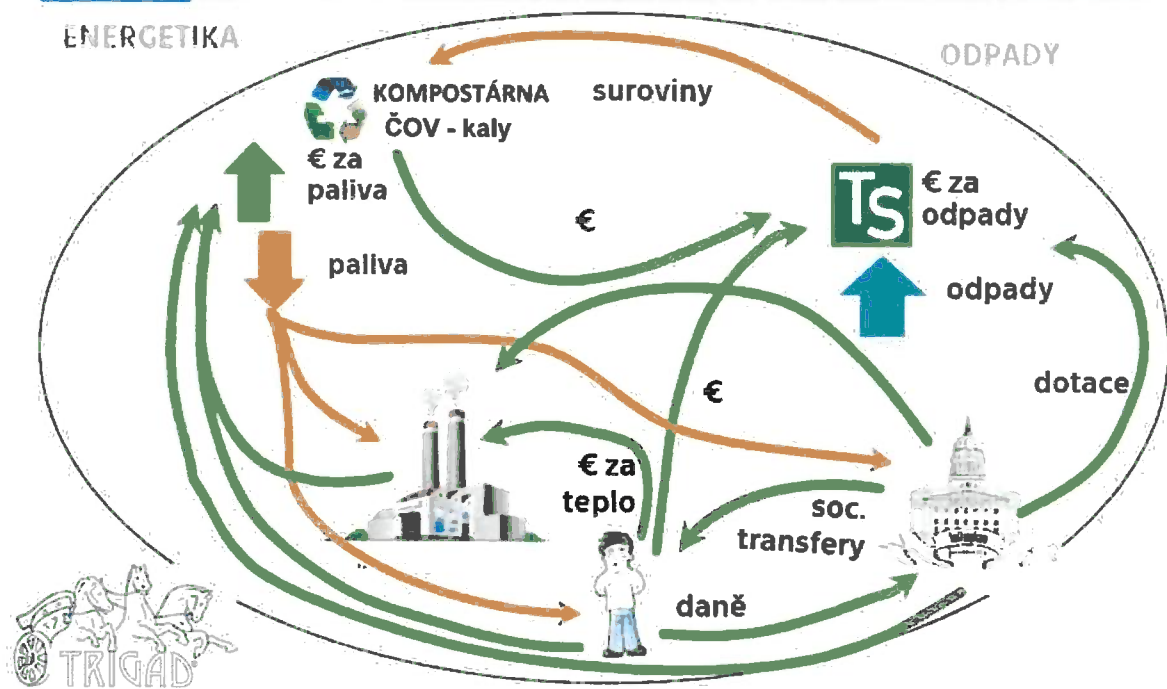 ENERGETIKA
ODPADY
KOMPOSTÁRNA
ČOV - kaly
suroviny
€ za
paliva
TS
€ za
odpady
€
paliva
odpady
dotace
€
€ za
teplo
soc.
transfery
daně
TRIGAD